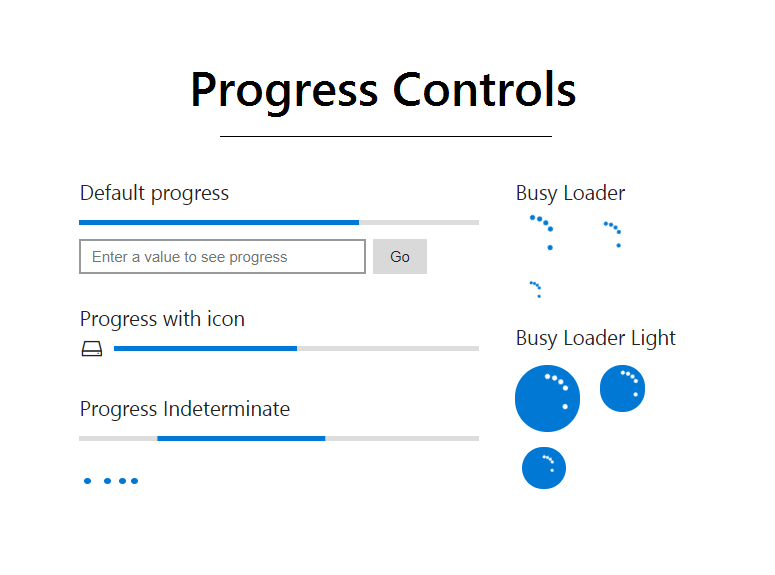 Progress Controls
Default progress
Enter a value to see progress
Go
Progress with icon
Progress Indeterminate
Busy Loader
Busy Loader Light